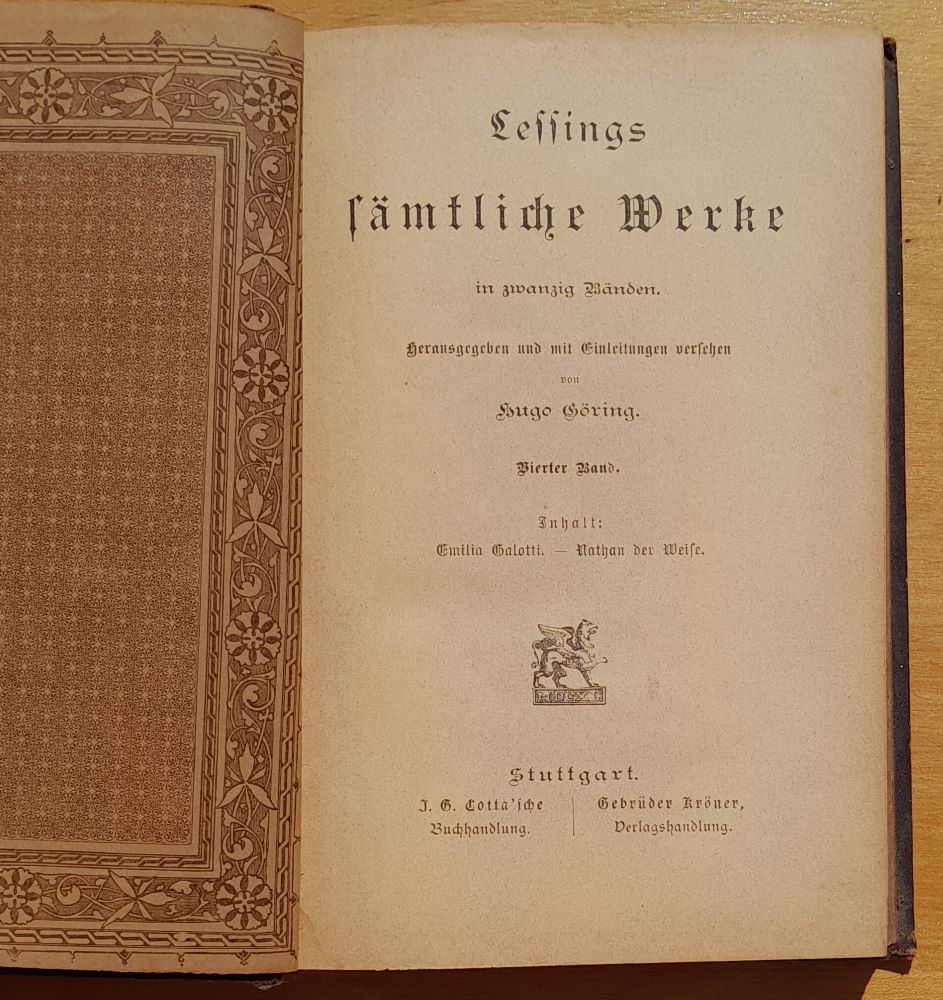 Leſſings
ſämtliche Werke
in zwanzig Bänden.
Herausgegeben und mit Einleitungen verſehen
von
Hugo Göring.
Vierter Band.
Inhalt:
Emilia Galotti. — Nathan der Weiſe.
Stuttgart.
J. G. Cotta'ſche
Buchhandlung.
Gebrüder Kröner,
Verlagshandlung.